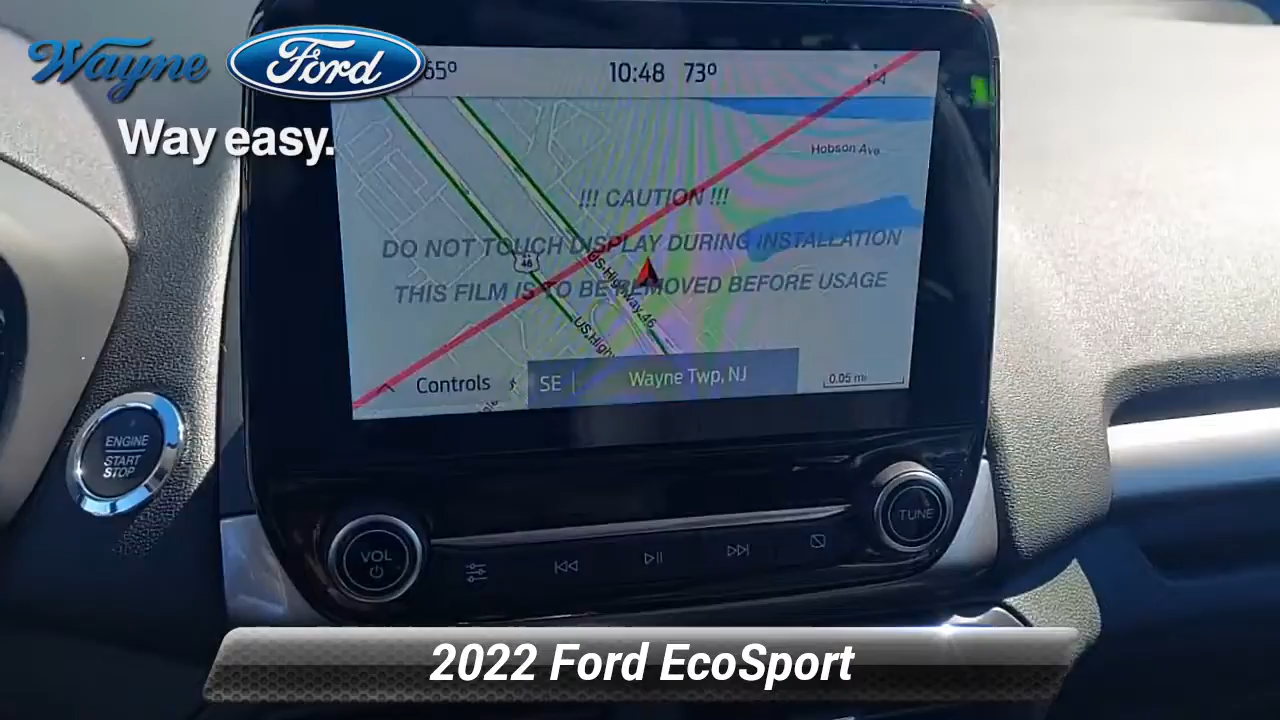 Wayne Ford
Way easy.
65° 10:48 73°
Hobson Ave
!!! CAUTION !!!
DO NOT TOUCH DISPLAY DURING INSTALLATION
46
US Highway 46
THIS FILM IS TO BE REMOVED BEFORE USAGE
US High
Controls SE Wayne Twp, NJ 0.05 mi
ENGINE
START
STOP
VOL
TUNE
2022 Ford EcoSport